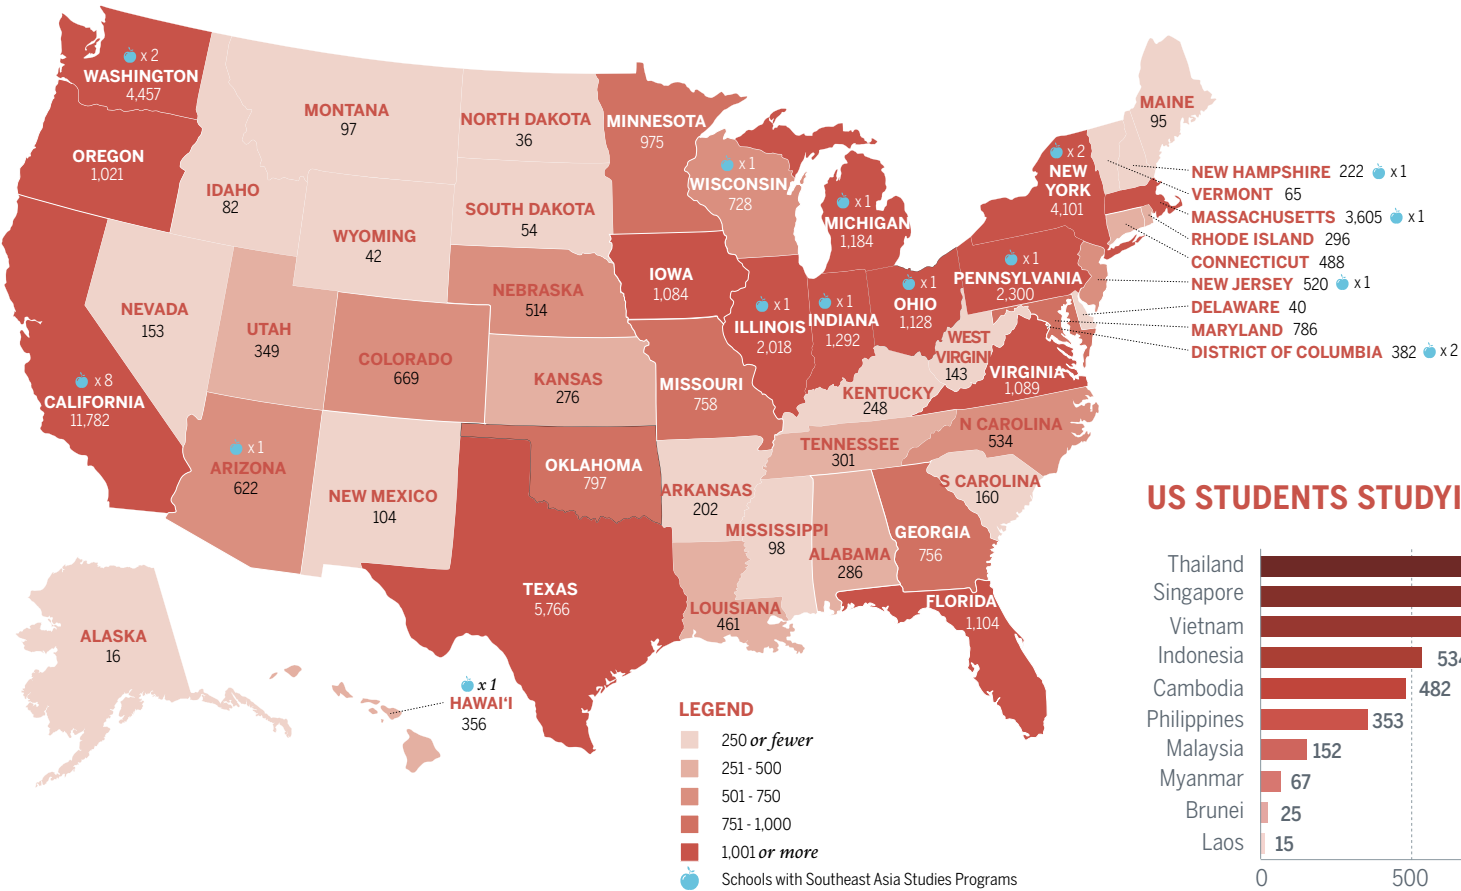 x 2
WASHINGTON
4,457
OREGON
1,021
x 8
CALIFORNIA
11,782
NEVADA
153
IDAHO
82
MONTANA
97
WYOMING
42
UTAH
349
COLORADO
669
x 1
ARIZONA
622
NEW MEXICO
104
NORTH DAKOTA
36
SOUTH DAKOTA
54
NEBRASKA
514
KANSAS
276
OKLAHOMA
797
TEXAS
5,766
MINNESOTA
975
IOWA
1,084
MISSOURI
758
ARKANSAS
202
LOUISIANA
461
x 1
WISCONSIN
728
x 1
ILLINOIS
2,018
x 1
MICHIGAN
1,184
x 1
INDIANA
1,292
x 1
OHIO
1,128
KENTUCKY
248
TENNESSEE
301
MISSISSIPPI
98
ALABAMA
286
GEORGIA
756
FLORIDA
1,104
S CAROLINA
160
N CAROLINA
534
WEST
VIRGINI
143
VIRGINIA
1,089
x 1
PENNSYLVANIA
2,300
x 2
NEW
YORK
4,101
MAINE
95
NEW HAMPSHIRE 222 x 1
VERMONT 65
MASSACHUSETTS 3,605 x 1
RHODE ISLAND 296
CONNECTICUT 488
NEW JERSEY 520 x 1
DELAWARE 40
MARYLAND 786
DISTRICT OF COLUMBIA 382 x 2
ALASKA
16
x 1
HAWAI‘I
356
LEGEND
250 or fewer
251 - 500
501 - 750
751 - 1,000
1,001 or more
Schools with Southeast Asia Studies Programs
US STUDENTS STUDYI
Thailand
Singapore
Vietnam
Indonesia 534
Cambodia 482
Philippines 353
Malaysia 152
Myanmar 67
Brunei 25
Laos 15
0 500